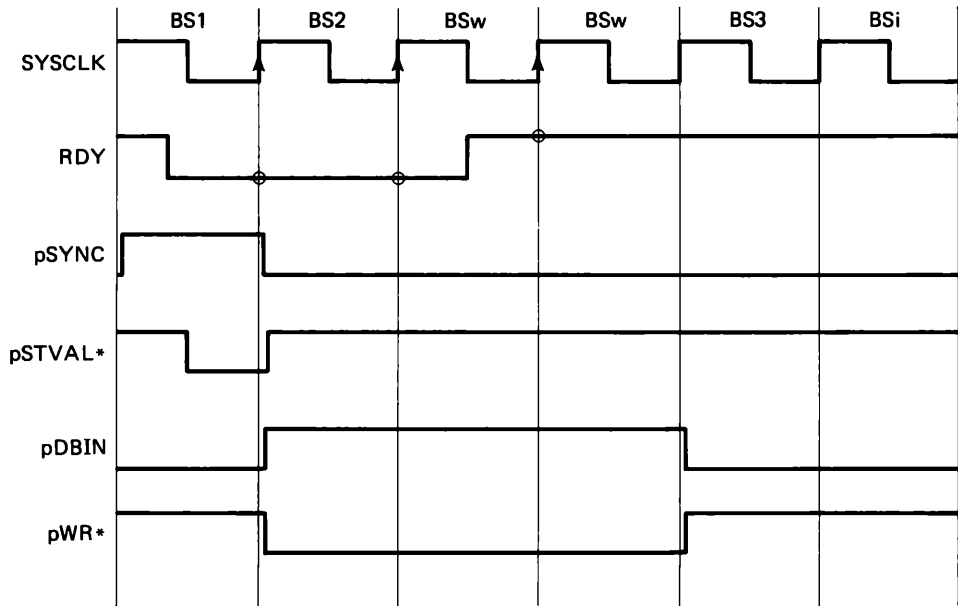 BS1 BS2 BSw BSw BS3 BSi
SYSCLK
RDY
pSYNC
pSTVAL*
pDBIN
pWR*